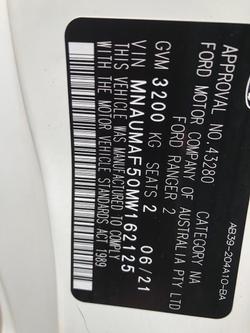 AB39-204A10-BA
APPROVAL NO. 43280 CATEGORY NA
FORD MOTOR COMPANY OF AUSTRALIA PTY LTD
FORD RANGER 2
GVM 3200 KG SEATS 2 06/21
VIN MNAUMAF50MW162125
THIS VEHICLE WAS MANUFACTURED TO COMPLY
WITH THE MOTOR VEHICLE STANDARDS ACT 1989